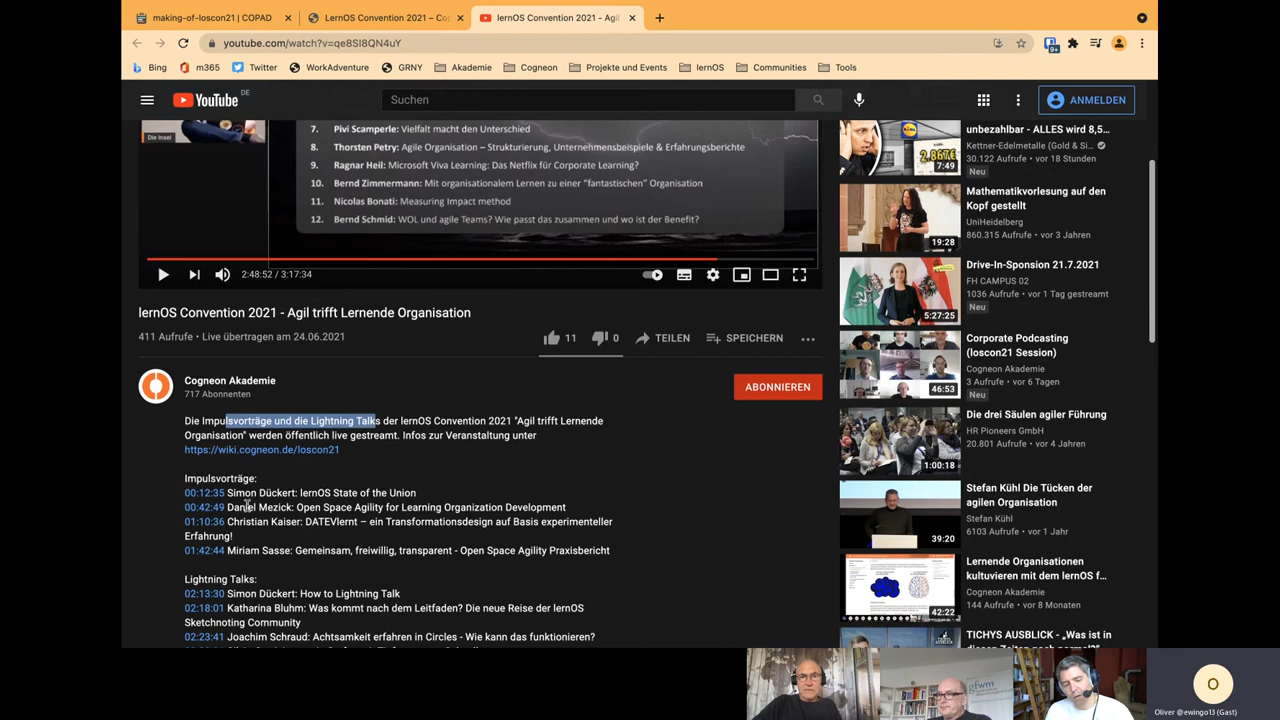 making-of-loscon21 | COPAD
LernOS Convention 2021 – Co
lernOS Convention 2021 - Agil
youtube.com/watch?v=qe8SI8QN4uY
9+
Bing
m365
Twitter
WorkAdventure
GRNY
Akademie
Cogneon
Projekte und Events
lernOS
Communities
Tools
YouTube DE
Suchen
ANMELDEN
Die Insel
7. Pivi Scamperle: Vielfalt macht den Unterschied
8. Thorsten Petry: Agile Organisation – Strukturierung, Unternehmensbeispiele & Erfahrungsberichte
9. Ragnar Heil: Microsoft Viva Learning: Das Netflix für Corporate Learning?
10. Bernd Zimmermann: Mit organisationalem Lernen zu einer "fantastischen" Organisation
11. Nicolas Bonati: Measuring Impact method
12. Bernd Schmid: WOL und agile Teams? Wie passt das zusammen und wo ist der Benefit?
2:48:52 / 3:17:34
lernOS Convention 2021 - Agil trifft Lernende Organisation
411 Aufrufe • Live übertragen am 24.06.2021
11
0
TEILEN
SPEICHERN
Cogneon Akademie
717 Abonnenten
ABONNIEREN
Die Impulsvorträge und die Lightning Talks der lernOS Convention 2021 "Agil trifft Lernende
Organisation" werden öffentlich live gestreamt. Infos zur Veranstaltung unter
https://wiki.cogneon.de/loscon21
Impulsvorträge:
00:12:35 Simon Dückert: lernOS State of the Union
00:42:49 Daniel Mezick: Open Space Agility for Learning Organization Development
01:10:36 Christian Kaiser: DATEVlernt – ein Transformationsdesign auf Basis experimenteller
Erfahrung!
01:42:44 Miriam Sasse: Gemeinsam, freiwillig, transparent - Open Space Agility Praxisbericht
Lightning Talks:
02:13:30 Simon Dückert: How to Lightning Talk
02:18:01 Katharina Bluhm: Was kommt nach dem Leitfaden? Die neue Reise der lernOS
Sketchnoting Community
02:23:41 Joachim Schraud: Achtsamkeit erfahren in Circles - Wie kann das funktionieren?
unbezahlbar - ALLES wird 8,5...
Kettner-Edelmetalle (Gold & Si...
30.122 Aufrufe • vor 18 Stunden
Neu
2.867€
7:49
Mathematikvorlesung auf den
Kopf gestellt
UniHeidelberg
860.315 Aufrufe • vor 3 Jahren
19:28
Drive-In-Sponsion 21.7.2021
FH CAMPUS 02
1036 Aufrufe • vor 1 Tag gestreamt
Neu
5:27:25
Corporate Podcasting
(loscon21 Session)
Cogneon Akademie
3 Aufrufe • vor 6 Tagen
Neu
46:53
Die drei Säulen agiler Führung
HR Pioneers GmbH
20.801 Aufrufe • vor 4 Jahren
1:00:18
Stefan Kühl Die Tücken der
agilen Organisation
Stefan Kühl
6103 Aufrufe • vor 1 Jahr
39:20
Lernende Organisationen
kultuvieren mit dem lernOS f...
Cogneon Akademie
144 Aufrufe • vor 8 Monaten
42:22
TICHYS AUSBLICK - „Was ist in
gfwm
O
Oliver @ewingo13 (Gast)